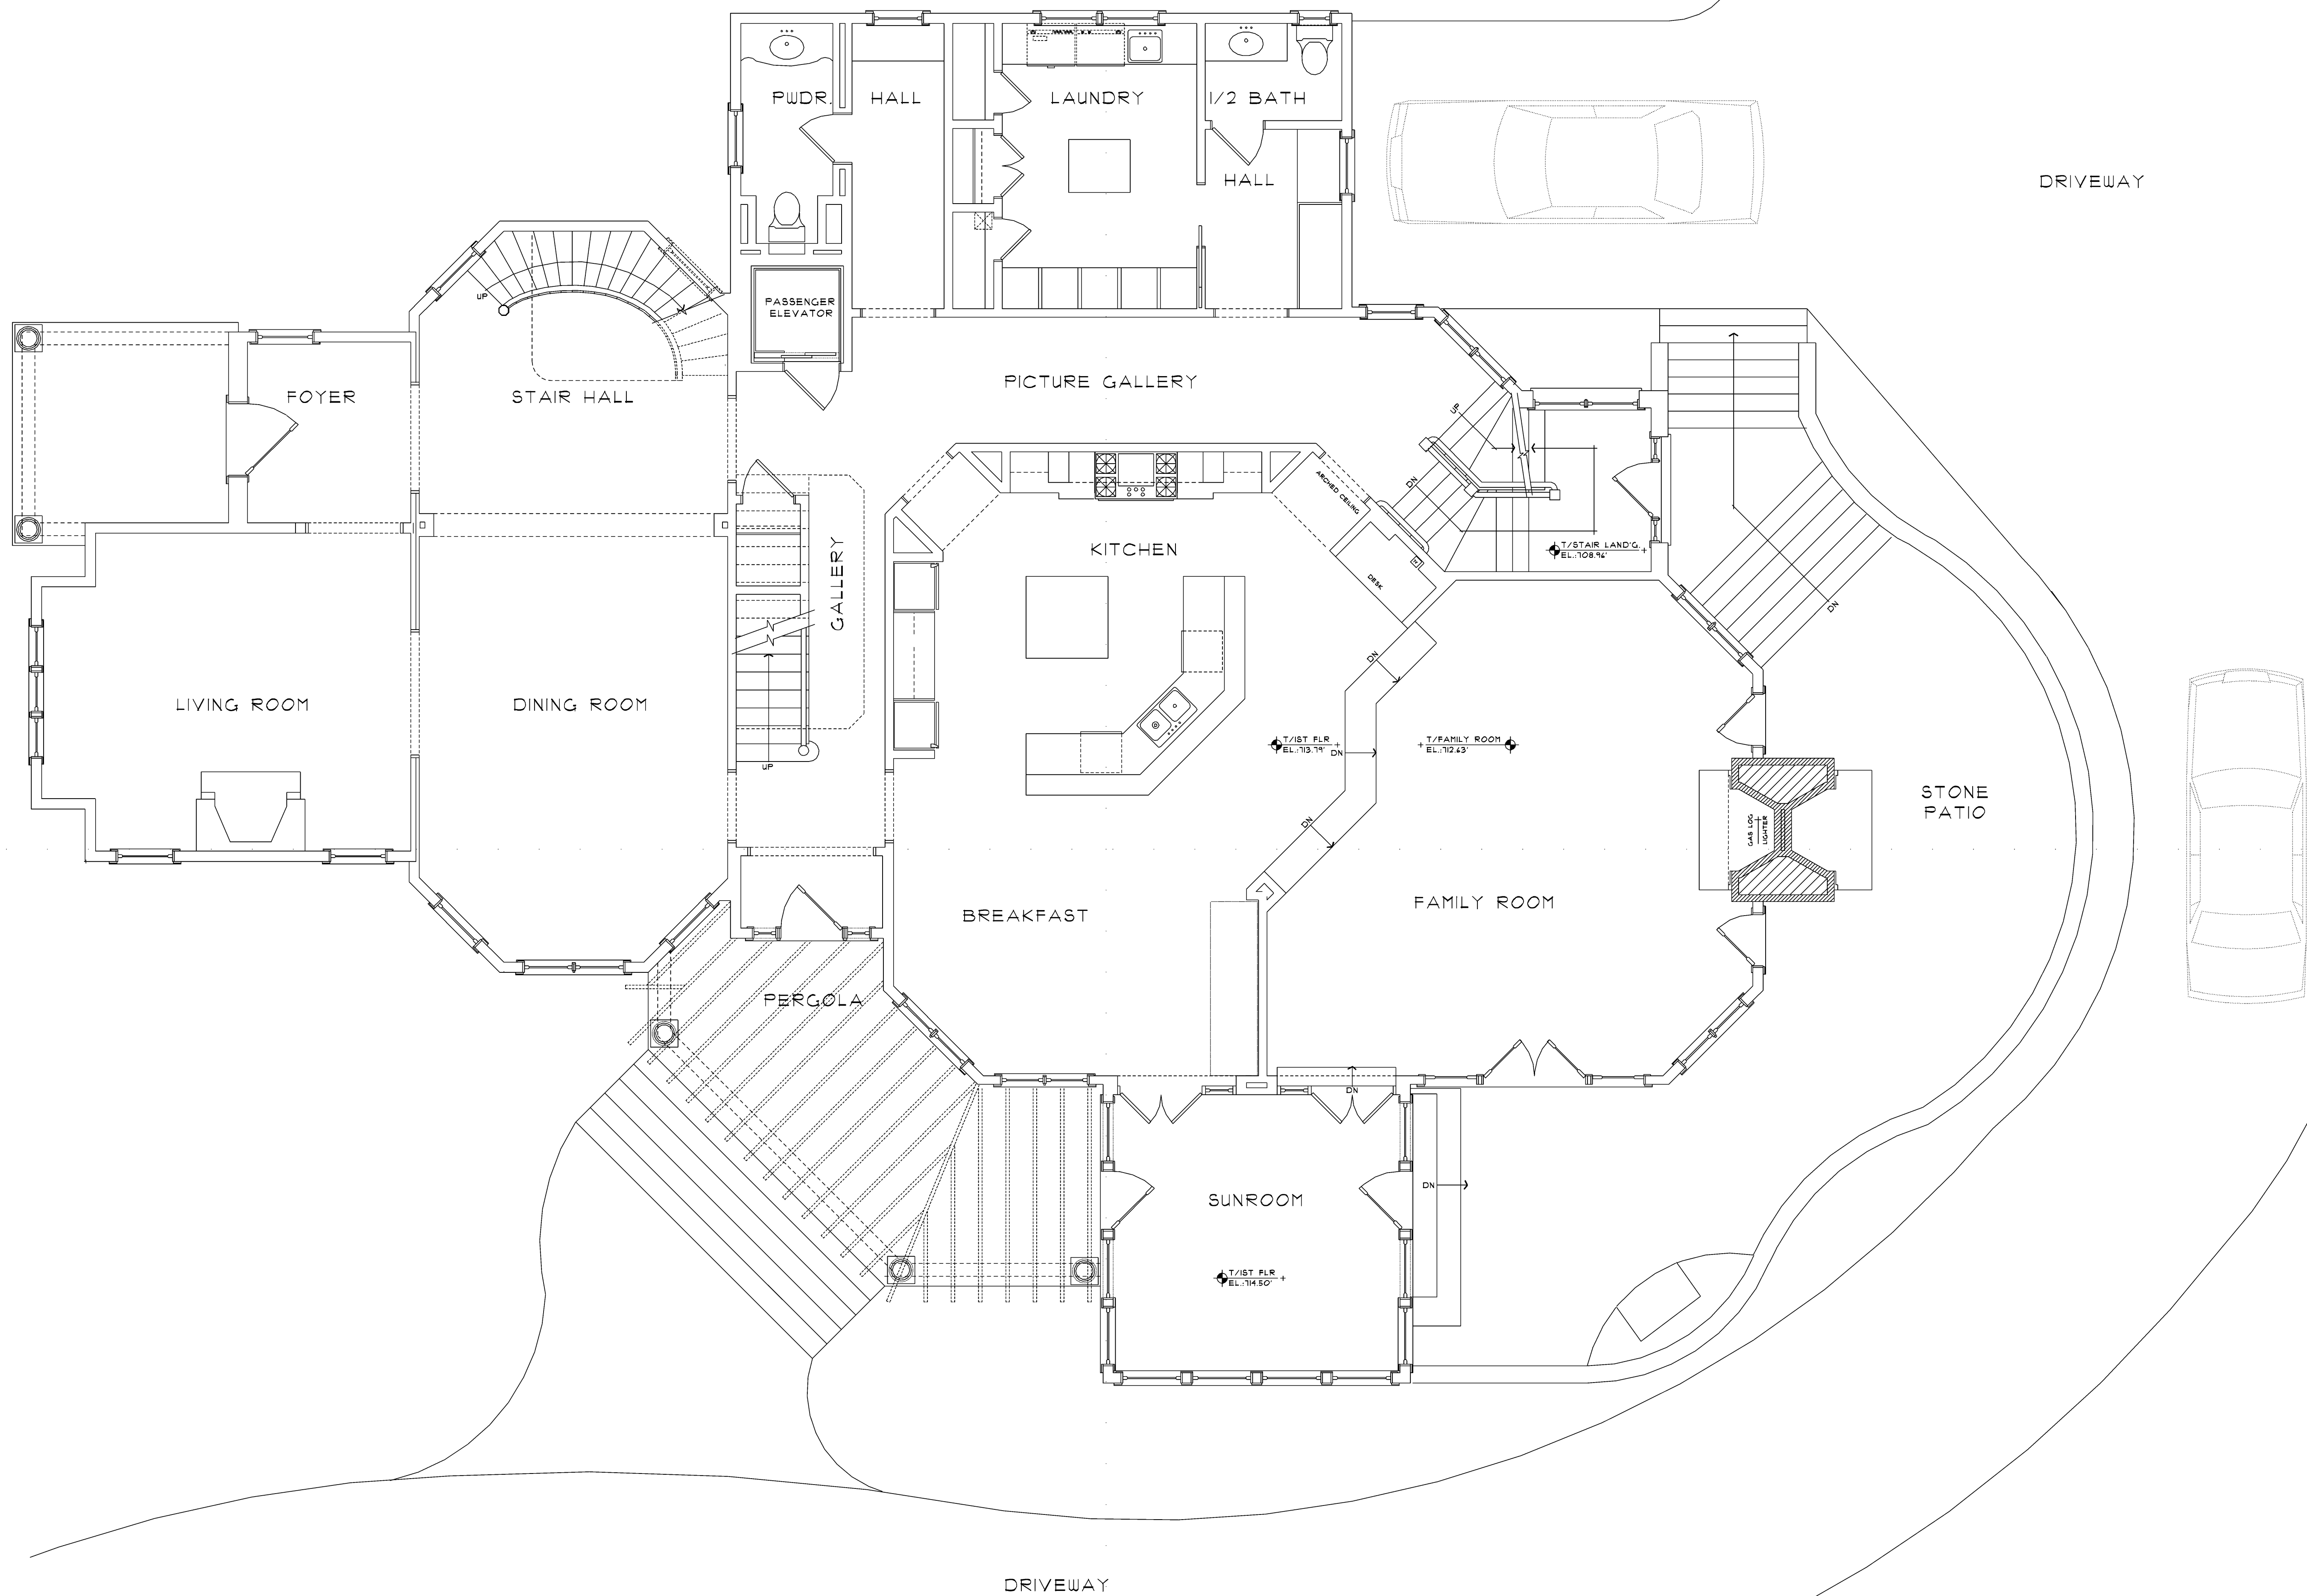 PWDR.
HALL
LAUNDRY
1/2 BATH
HALL
DRIVEWAY
PASSENGER
ELEVATOR
UP
FOYER
STAIR HALL
PICTURE GALLERY
UP
DN
ARCHED CEILING
DESK
T/STAIR LAND'G.
EL.:708.96'
DN
KITCHEN
GALLERY
UP
LIVING ROOM
DINING ROOM
DN
T/1ST FLR
EL.:713.79'
DN
T/FAMILY ROOM
EL.:712.63'
DN
GAS LOG
LIGHTER
STONE
PATIO
BREAKFAST
FAMILY ROOM
PERGOLA
DN
SUNROOM
DN
T/1ST FLR
EL.:714.50'
DRIVEWAY